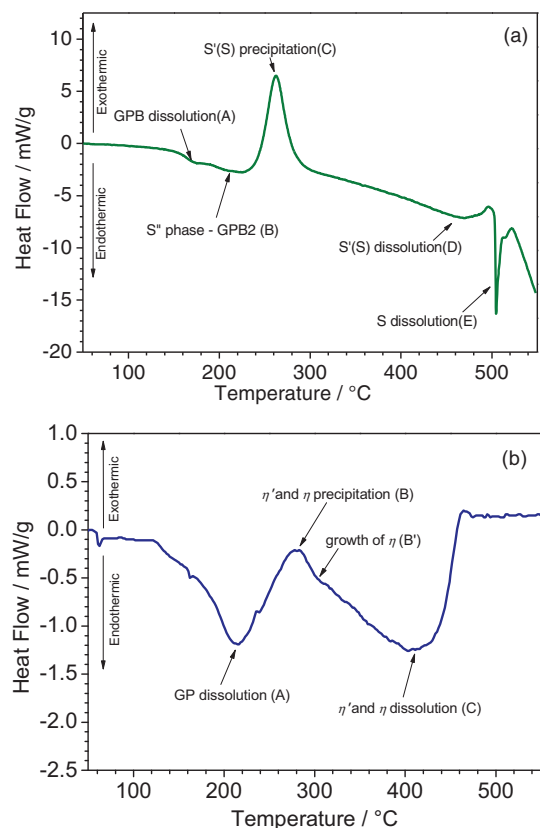 (a)
10
5
0
-5
-10
-15
-20
Heat Flow / mW/g
Exothermic
Endothermic
S'(S) precipitation(C)
GPB dissolution(A)
S" phase - GPB2 (B)
S'(S) dissolution(D)
S dissolution(E)
100 200 300 400 500
Temperature / °C
(b)
1.0
0.5
0.0
-0.5
-1.0
-1.5
-2.0
-2.5
Heat Flow / mW/g
Exothermic
Endothermic
η′and η precipitation (B)
growth of η (B')
GP dissolution (A)
η′and η dissolution (C)
100 200 300 400 500
Temperature / °C